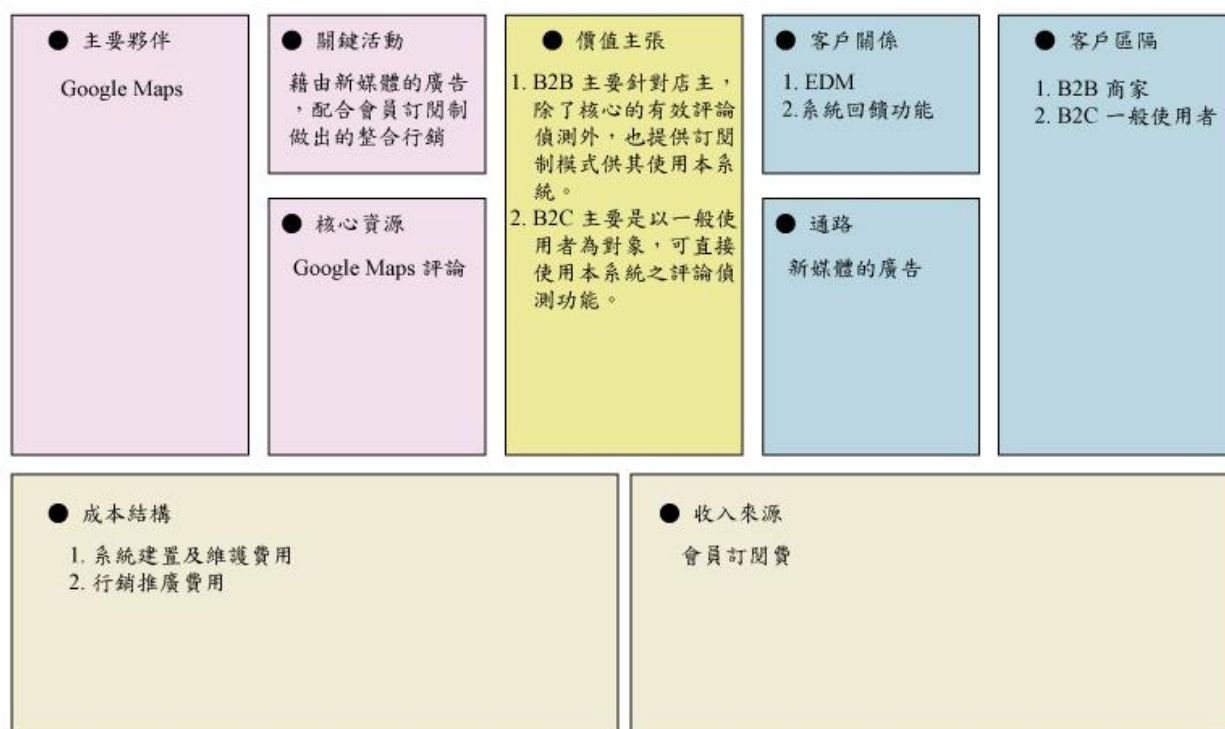 ● 主要夥伴
Google Maps
● 關鍵活動
藉由新媒體的廣告
，配合會員訂閱制
做出的整合行銷
● 核心資源
Google Maps 評論
● 價值主張
1. B2B 主要針對店主，
除了核心的有效評論
偵測外，也提供訂閱
制模式供其使用本系
統。
2. B2C 主要是以一般使
用者為對象，可直接
使用本系統之評論偵
測功能。
● 客戶關係
1. EDM
2.系統回饋功能
● 通路
新媒體的廣告
● 客戶區隔
1. B2B 商家
2. B2C 一般使用者
● 成本結構
1. 系統建置及維護費用
2. 行銷推廣費用
● 收入來源
會員訂閱費